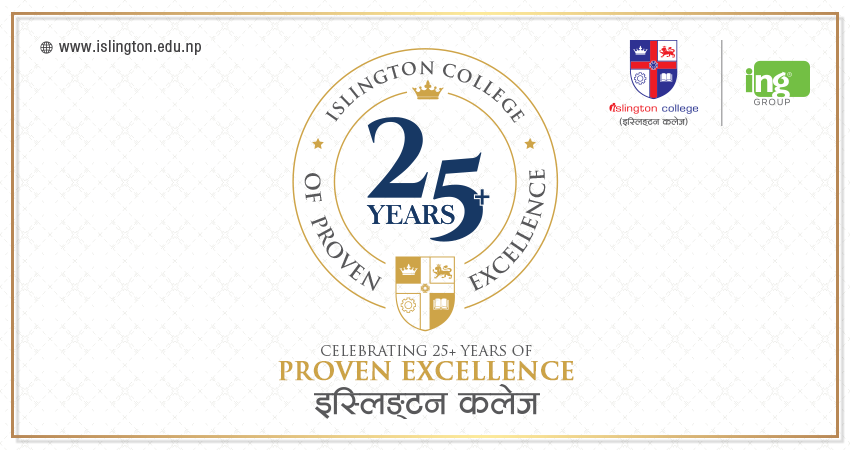 www.islington.edu.np
islington college
(इस्लिङ्टन कलेज)
ing®
GROUP
ISLINGTON COLLEGE
25+
YEARS
OF PROVEN EXCELLENCE
CELEBRATING 25+ YEARS OF
PROVEN EXCELLENCE
इस्लिङ्टन कलेज